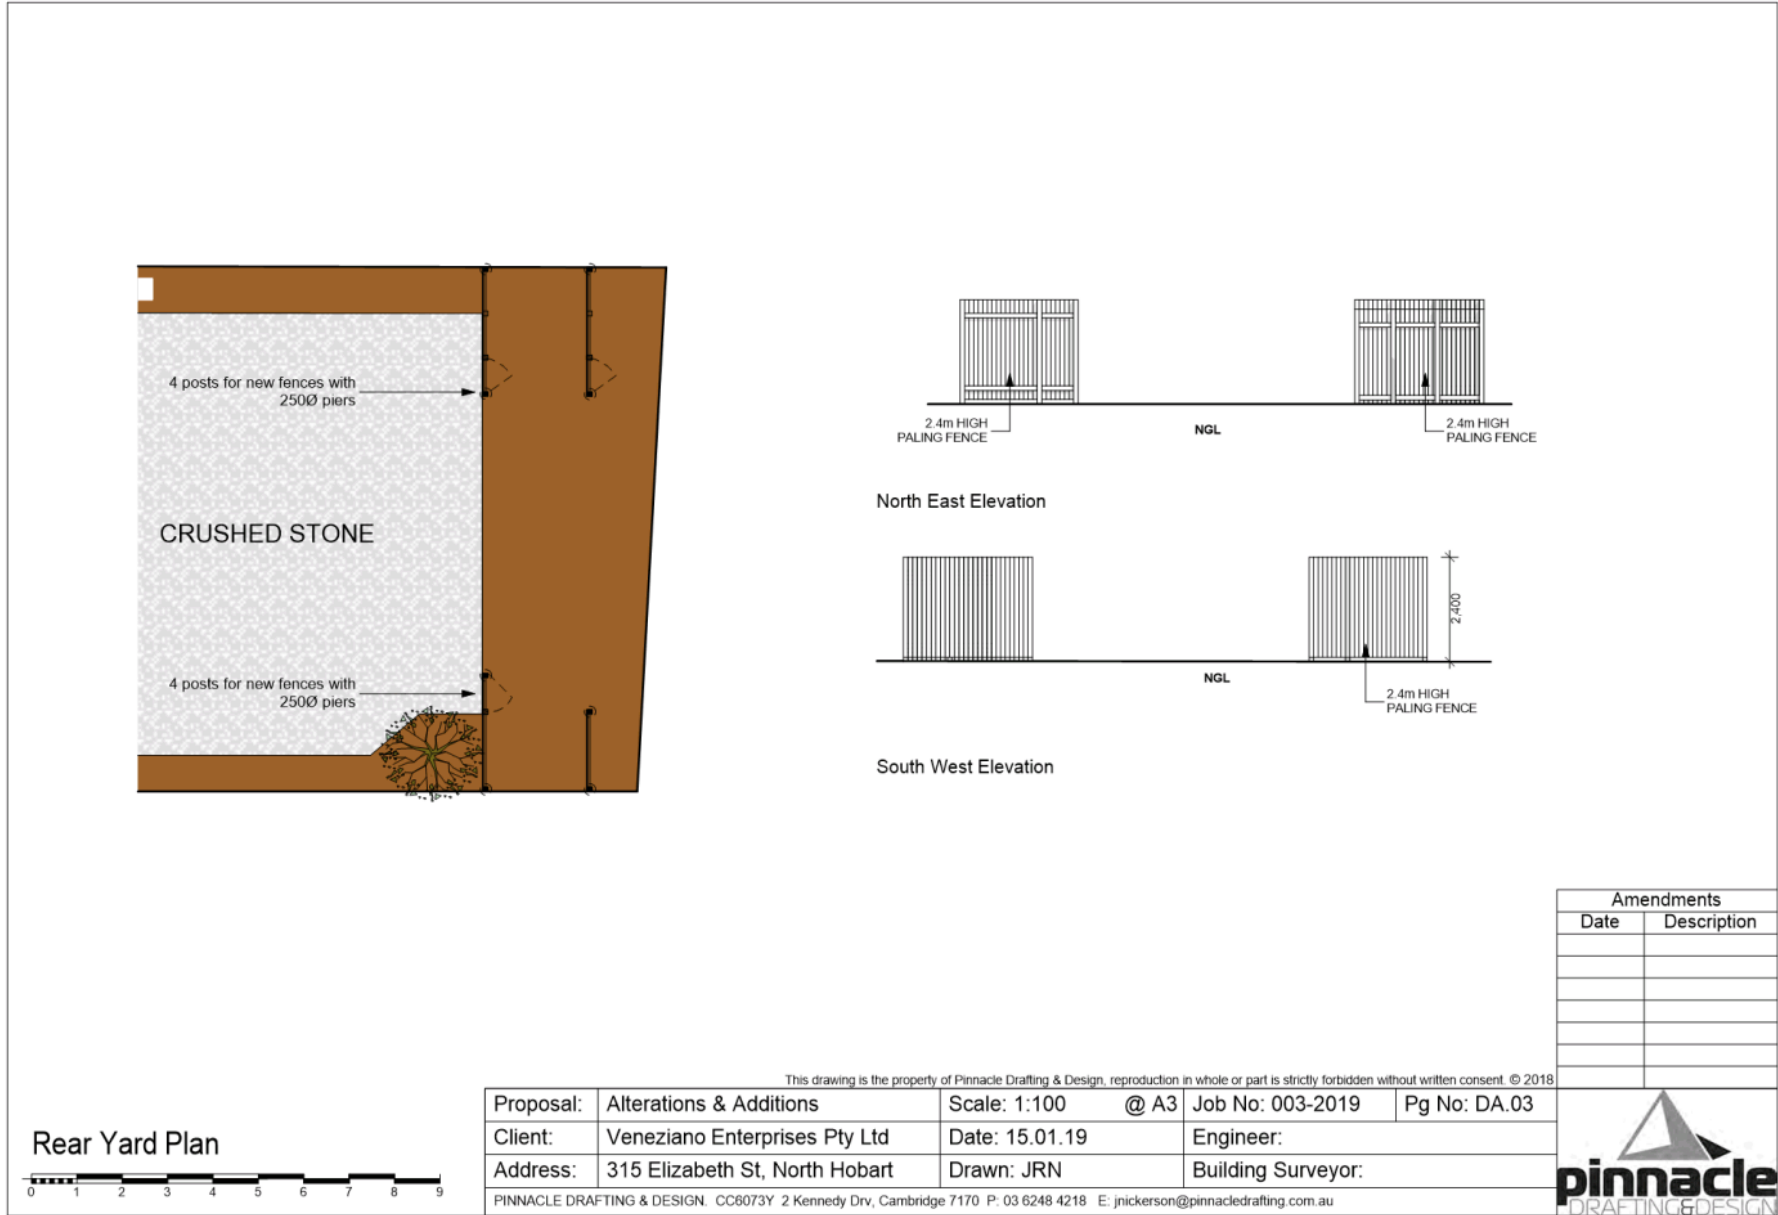 4 posts for new fences with
250Ø piers
CRUSHED STONE
4 posts for new fences with
250Ø piers
2.4m HIGH
PALING FENCE
NGL
2.4m HIGH
PALING FENCE
North East Elevation
2,400
NGL
2.4m HIGH
PALING FENCE
South West Elevation
Amendments
Date Description
This drawing is the property of Pinnacle Drafting & Design, reproduction in whole or part is strictly forbidden without written consent. © 2018
Proposal: Alterations & Additions Scale: 1:100 @ A3 Job No: 003-2019 Pg No: DA.03
Client: Veneziano Enterprises Pty Ltd Date: 15.01.19 Engineer:
Address: 315 Elizabeth St, North Hobart Drawn: JRN Building Surveyor:
PINNACLE DRAFTING & DESIGN. CC6073Y 2 Kennedy Drv, Cambridge 7170 P: 03 6248 4218 E: jnickerson@pinnacledrafting.com.au
Rear Yard Plan
0 1 2 3 4 5 6 7 8 9
pinnacle
DRAFTING&DESIGN